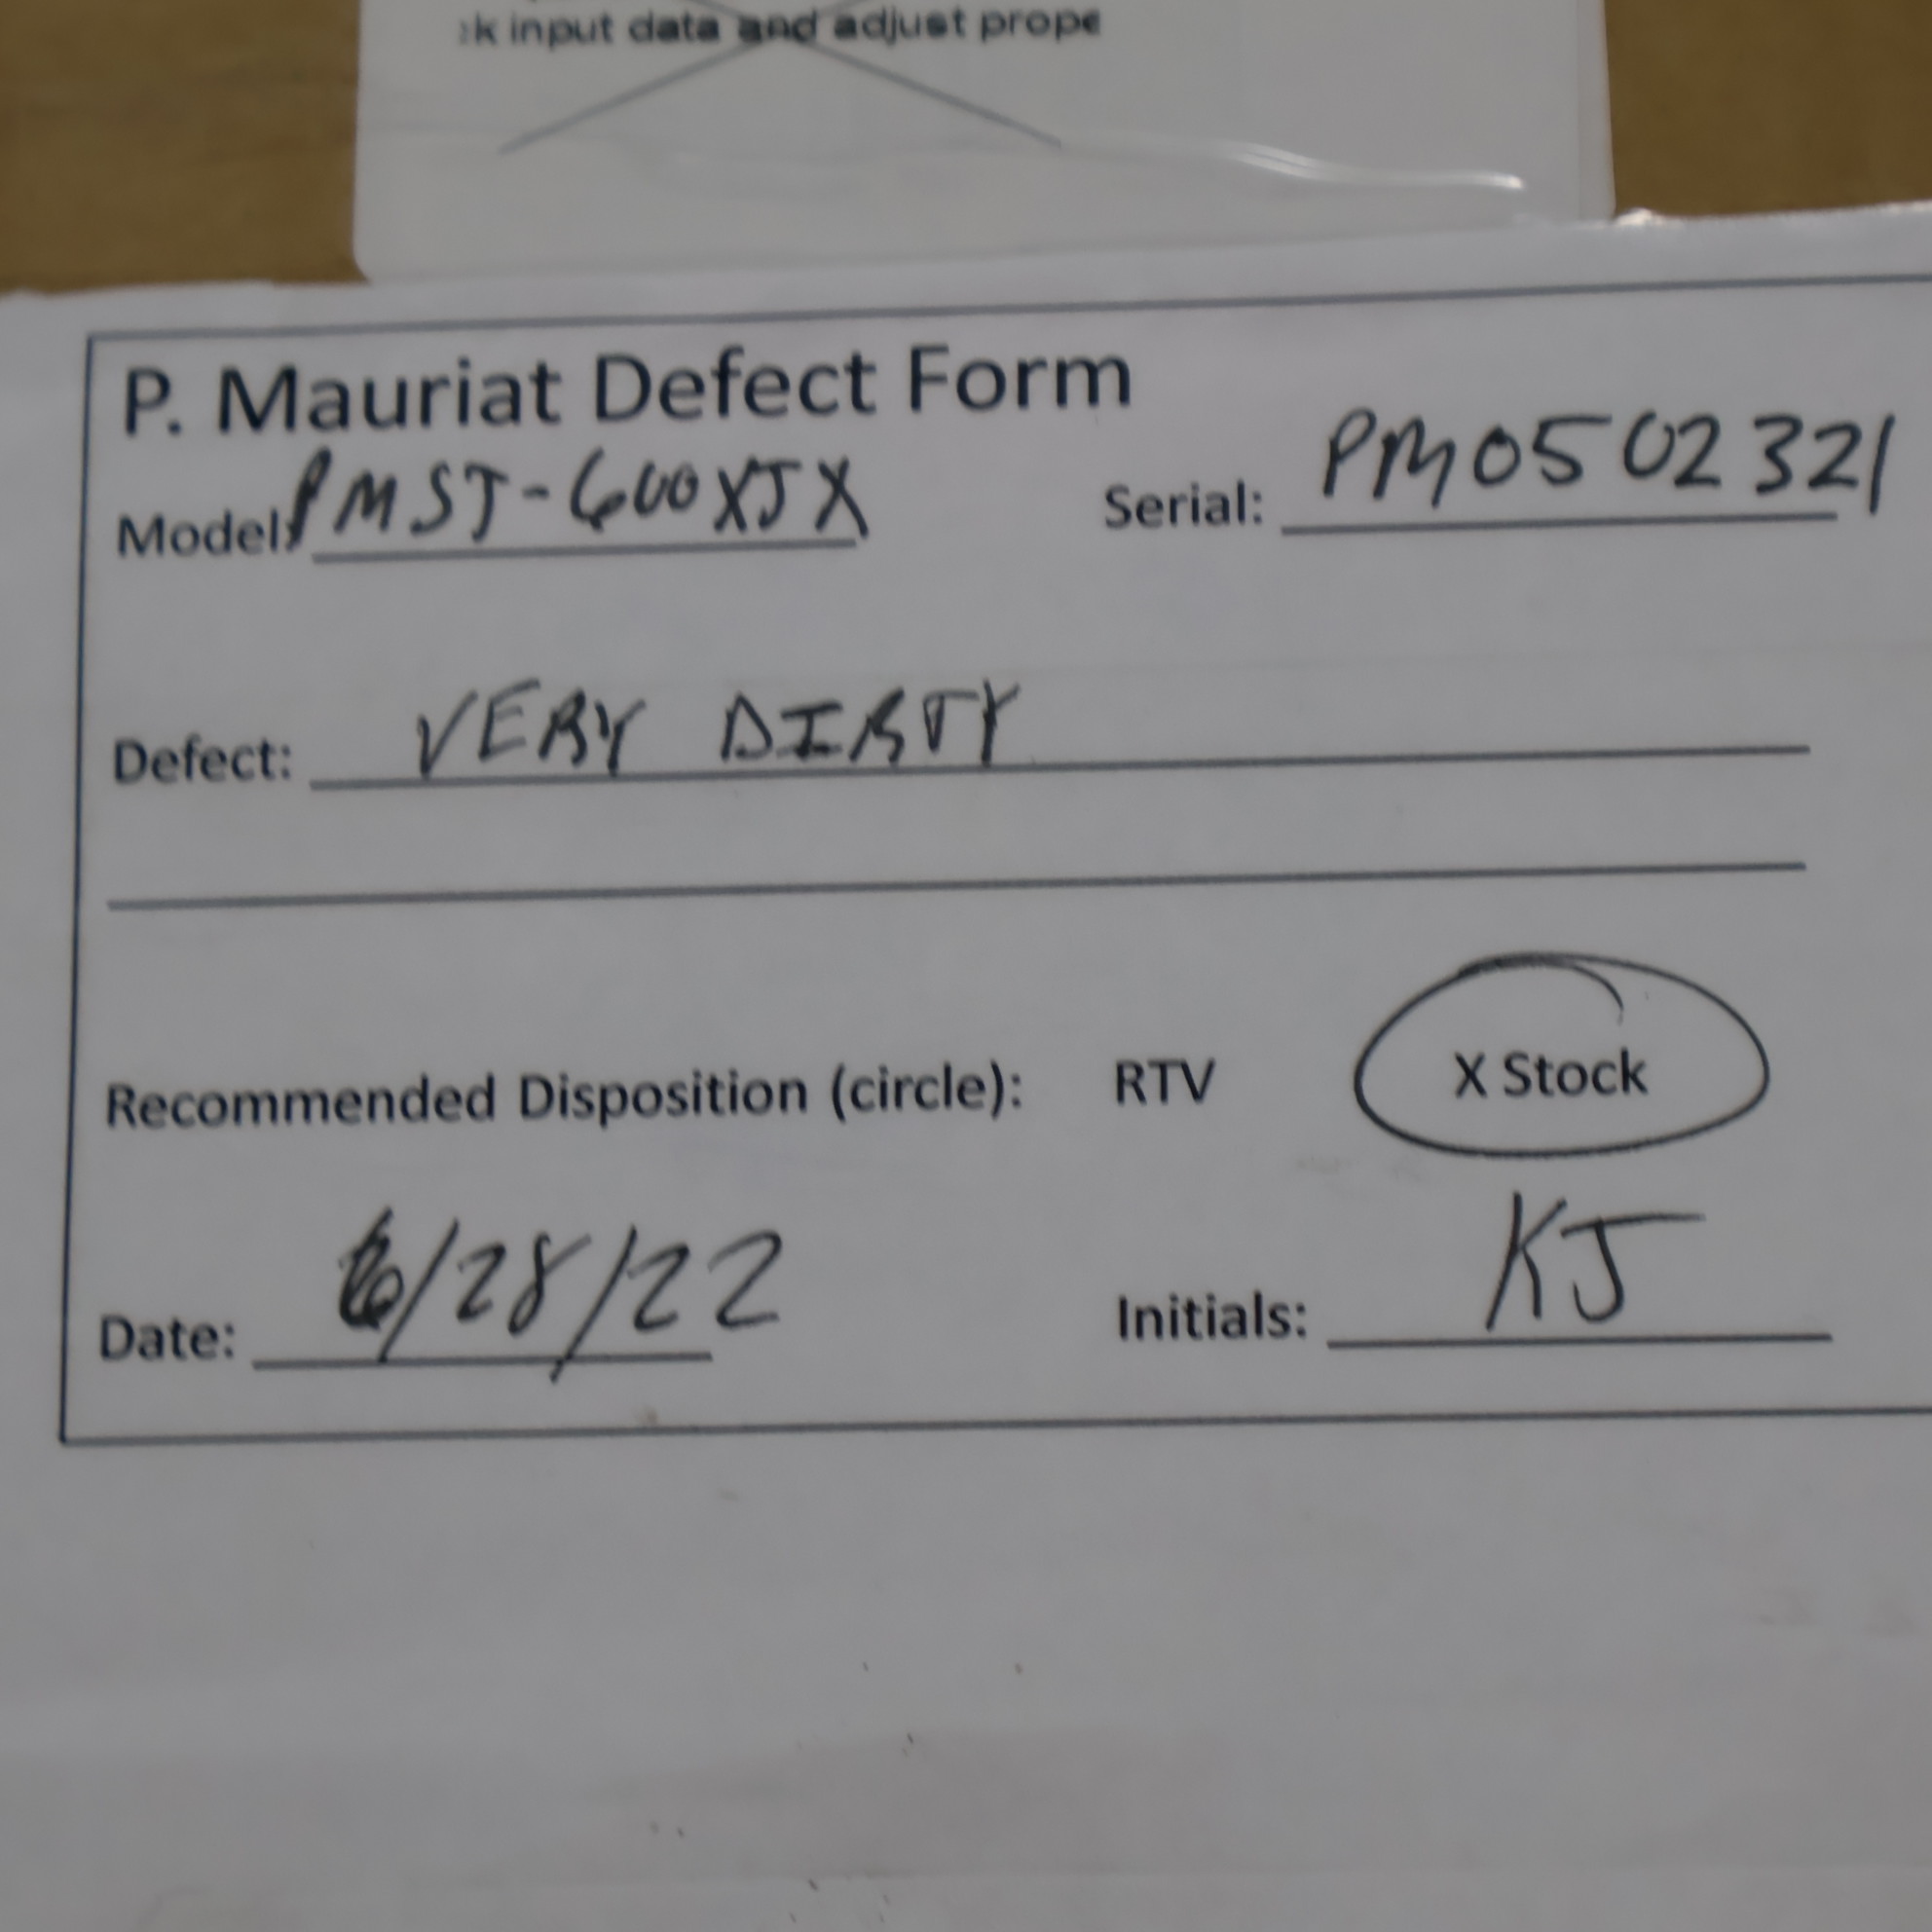 k input data and adjust prope
P. Mauriat Defect Form
Model: PMST-600XJX Serial: PM0502321
Defect: VERY DIRTY
Recommended Disposition (circle): RTV X Stock
Date: 6/28/22 Initials: KJ